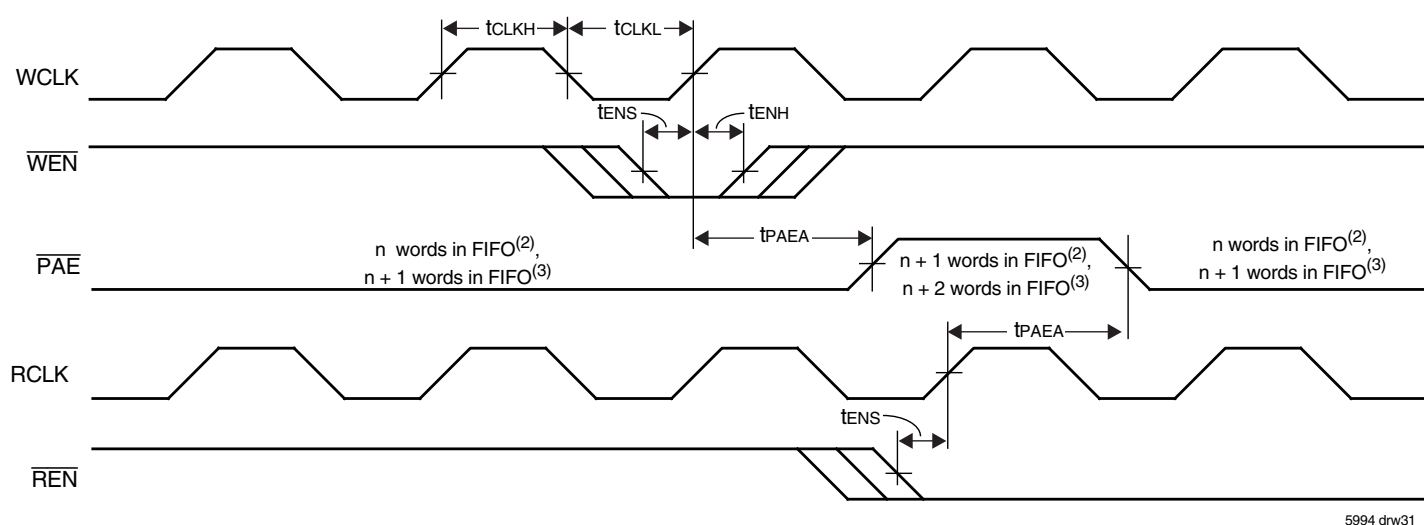 tCLKH
tCLKL
WCLK
tENS
tENH
WEN
tPAEA
n words in FIFO(2),
n + 1 words in FIFO(3)
PAE
n + 1 words in FIFO(2),
n + 2 words in FIFO(3)
n words in FIFO(2),
n + 1 words in FIFO(3)
tPAEA
RCLK
tENS
REN
5994 drw31